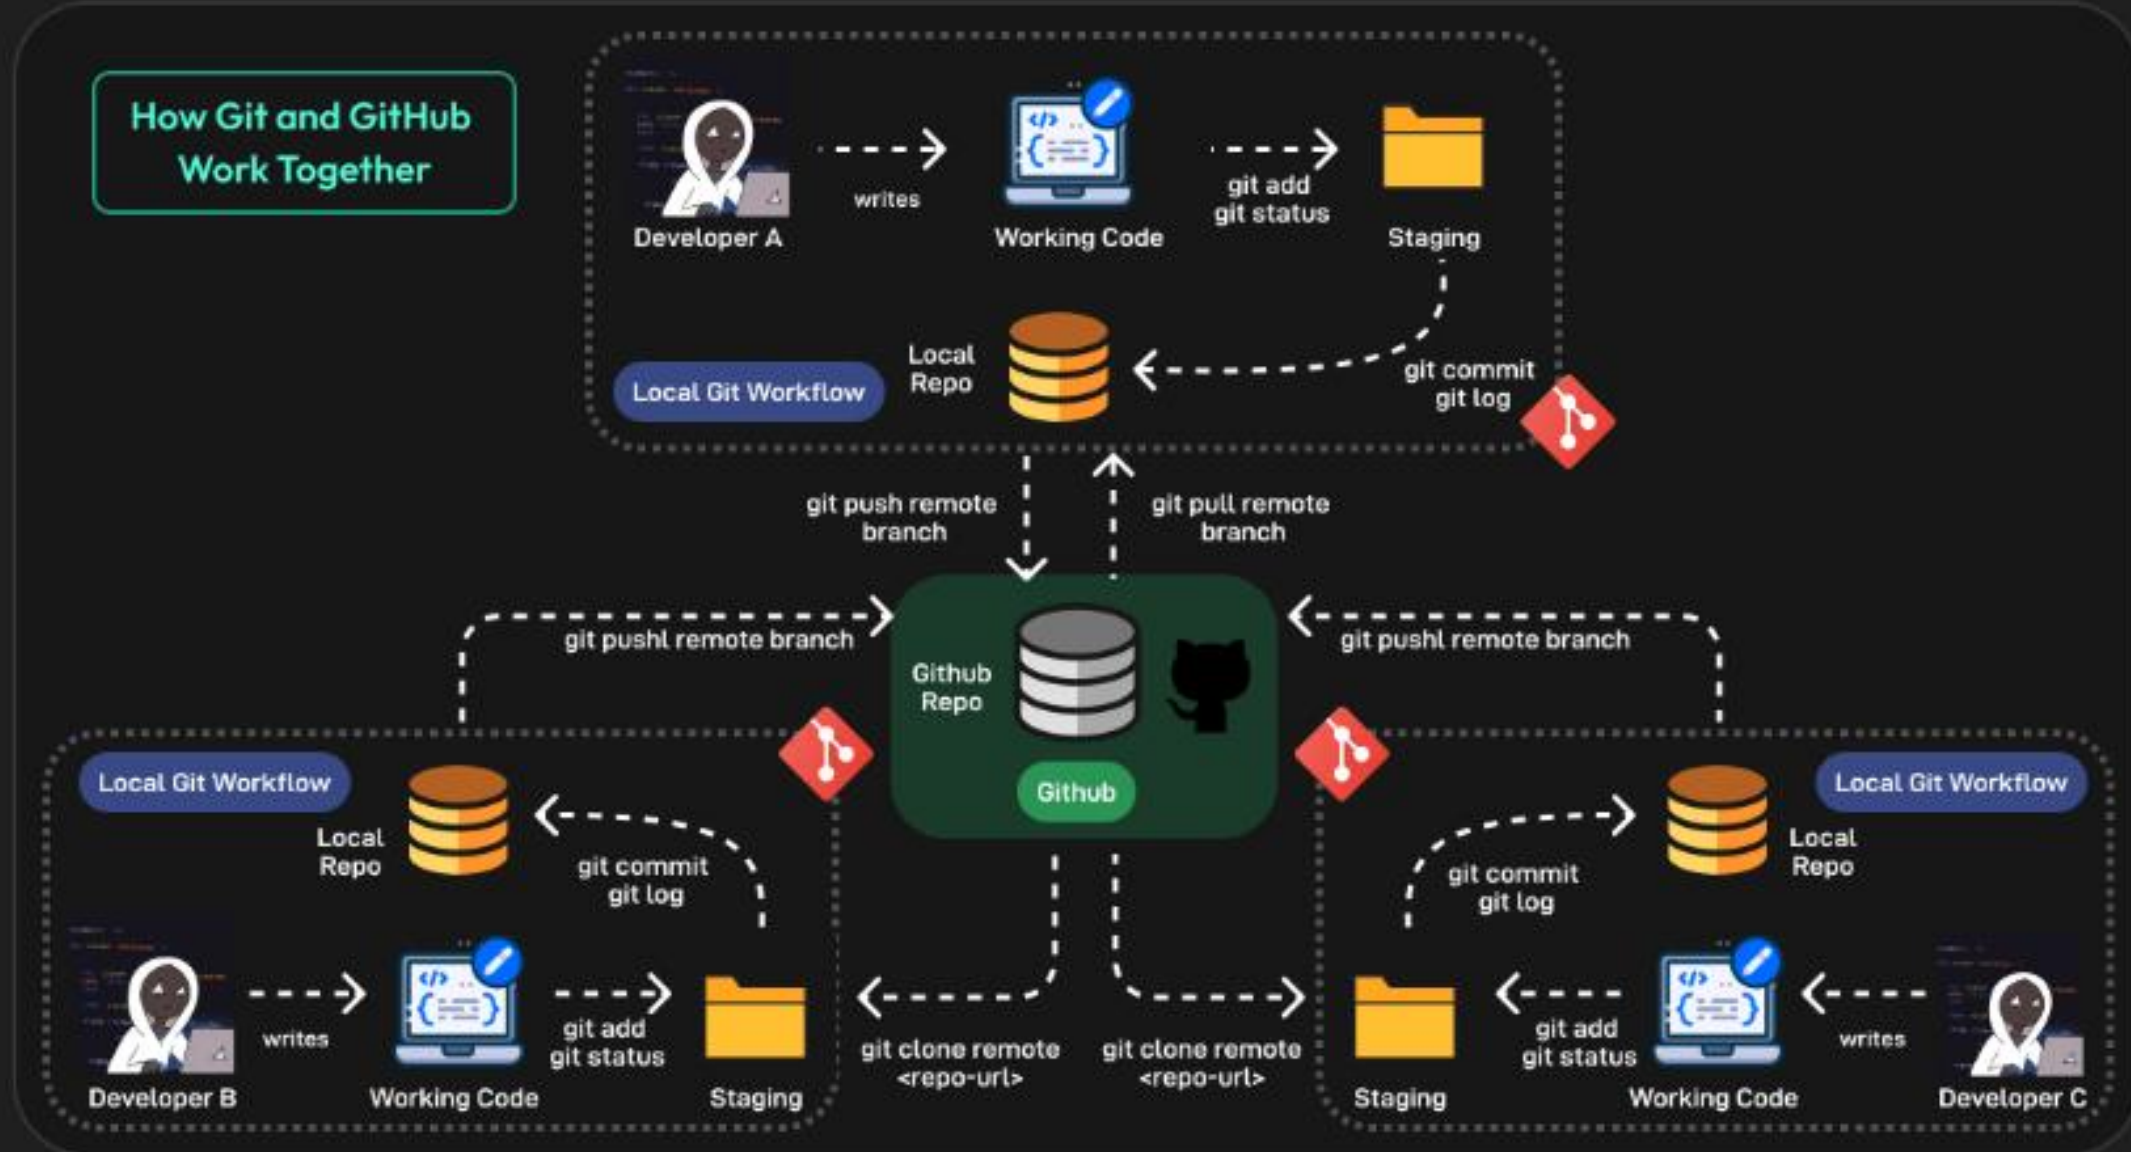 How Git and GitHub
Work Together
writes
git add
git status
Developer A
Working Code
Staging
Local
Repo
Local Git Workflow
git commit
git log
git push remote
branch
git pull remote
branch
git pushl remote branch
git pushl remote branch
Github
Repo
Github
Local Git Workflow
Local
Repo
git commit
git log
writes
git add
git status
Developer B
Working Code
Staging
git clone remote
<repo-url>
git clone remote
<repo-url>
Local Git Workflow
Local
Repo
git commit
git log
git add
git status
writes
Staging
Working Code
Developer C